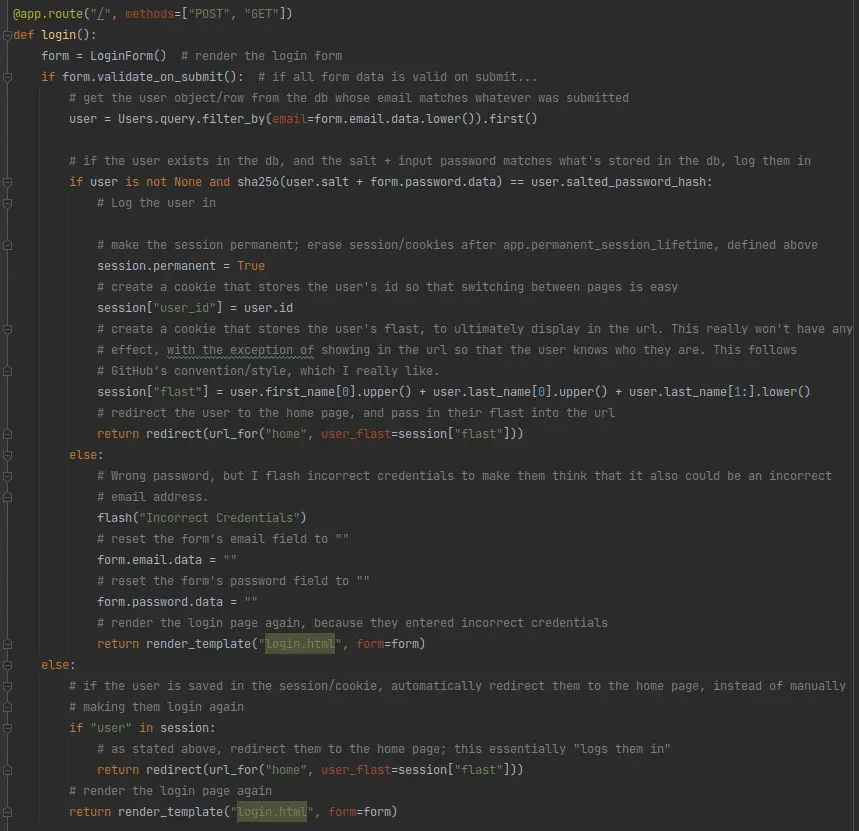 @app.route("/", methods=["POST", "GET"])
def login():
    form = LoginForm()  # render the login form
    if form.validate_on_submit():  # if all form data is valid on submit...
        # get the user object/row from the db whose email matches whatever was submitted
        user = Users.query.filter_by(email=form.email.data.lower()).first()

        # if the user exists in the db, and the salt + input password matches what's stored in the db, log them in
        if user is not None and sha256(user.salt + form.password.data) == user.salted_password_hash:
            # Log the user in

            # make the session permanent; erase session/cookies after app.permanent_session_lifetime, defined above
            session.permanent = True
            # create a cookie that stores the user's id so that switching between pages is easy
            session["user_id"] = user.id
            # create a cookie that stores the user's flast, to ultimately display in the url. This really won't have any
            # effect, with the exception of showing in the url so that the user knows who they are. This follows
            # GitHub's convention/style, which I really like.
            session["flast"] = user.first_name[0].upper() + user.last_name[0].upper() + user.last_name[1:].lower()
            # redirect the user to the home page, and pass in their flast into the url
            return redirect(url_for("home", user_flast=session["flast"]))
        else:
            # Wrong password, but I flash incorrect credentials to make them think that it also could be an incorrect
            # email address.
            flash("Incorrect Credentials")
            # reset the form's email field to ""
            form.email.data = ""
            # reset the form's password field to ""
            form.password.data = ""
            # render the login page again, because they entered incorrect credentials
            return render_template("login.html", form=form)
    else:
        # if the user is saved in the session/cookie, automatically redirect them to the home page, instead of manually
        # making them login again
        if "user" in session:
            # as stated above, redirect them to the home page; this essentially "logs them in"
            return redirect(url_for("home", user_flast=session["flast"]))
        # render the login page again
        return render_template("login.html", form=form)